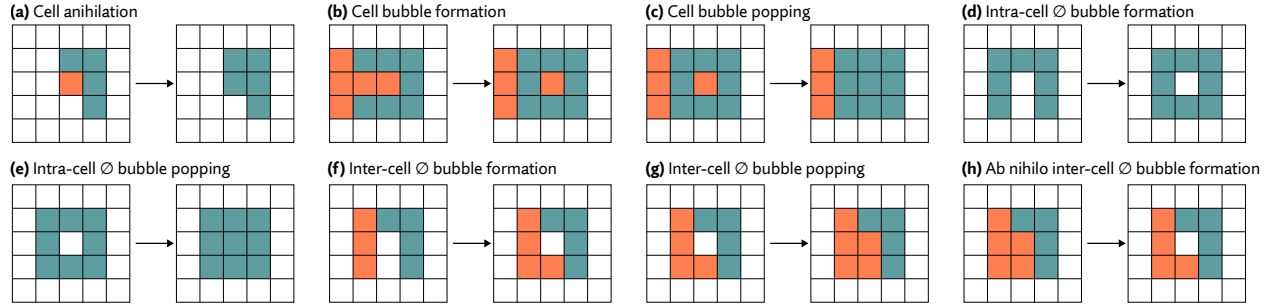 (a) Cell anihilation
(b) Cell bubble formation
(c) Cell bubble popping
(d) Intra-cell ∅ bubble formation
(e) Intra-cell ∅ bubble popping
(f) Inter-cell ∅ bubble formation
(g) Inter-cell ∅ bubble popping
(h) Ab nihilo inter-cell ∅ bubble formation